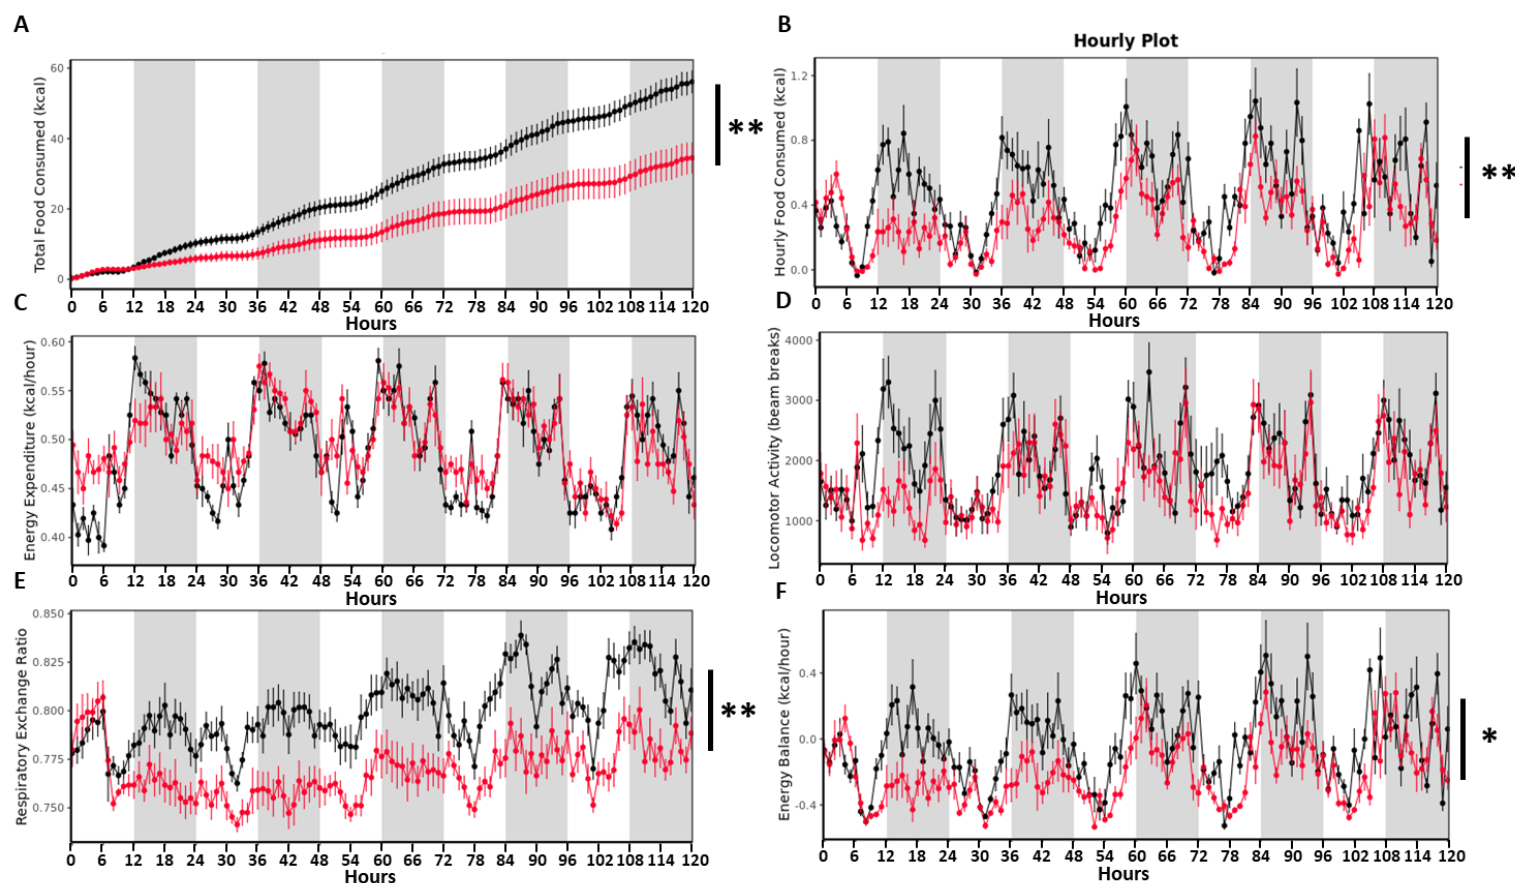 A
Total Food Consumed (kcal)
60
40
20
0
0 6 12 18 24 30 36 42 48 54 60 66 72 78 84 90 96 102 108 114 120
Hours
**
B
Hourly Plot
Hourly Food Consumed (kcal)
1.2
0.8
0.4
0.0
0 6 12 18 24 30 36 42 48 54 60 66 72 78 84 90 96 102 108 114 120
Hours
**
C
Energy Expenditure (kcal/hour)
0.60
0.55
0.50
0.45
0.40
0 6 12 18 24 30 36 42 48 54 60 66 72 78 84 90 96 102 108 114 120
Hours
D
Locomotor Activity (beam breaks)
4000
3000
2000
1000
0 6 12 18 24 30 36 42 48 54 60 66 72 78 84 90 96 102 108 114 120
Hours
E
Respiratory Exchange Ratio
0.850
0.825
0.800
0.775
0.750
0 6 12 18 24 30 36 42 48 54 60 66 72 78 84 90 96 102 108 114 120
Hours
**
F
Energy Balance (kcal/hour)
0.4
0.0
-0.4
0 6 12 18 24 30 36 42 48 54 60 66 72 78 84 90 96 102 108 114 120
Hours
*